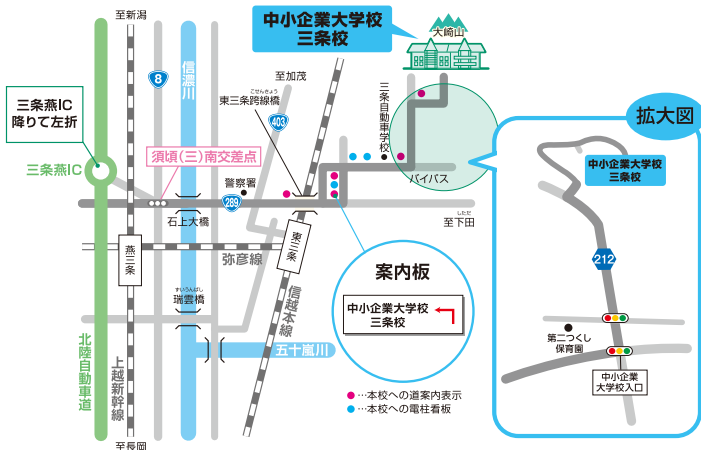 至新潟
中小企業大学校
三条校
大崎山
8
信濃川
至加茂
こせんきょう
東三条跨線橋
403
三条燕IC
降りて左折
三条燕IC
須頃(三)南交差点
三条自動車学校
バイパス
警察署
289
石上大橋
しただ
至下田
燕三条
弥彦線
東三条
ずいうんばし
瑞雲橋
信越本線
五十嵐川
北陸自動車道
上越新幹線
至長岡
案内板
中小企業大学校
三条校
●…本校への道案内表示
●…本校への電柱看板
拡大図
中小企業大学校
三条校
212
第二つくし
保育園
中小企業
大学校入口